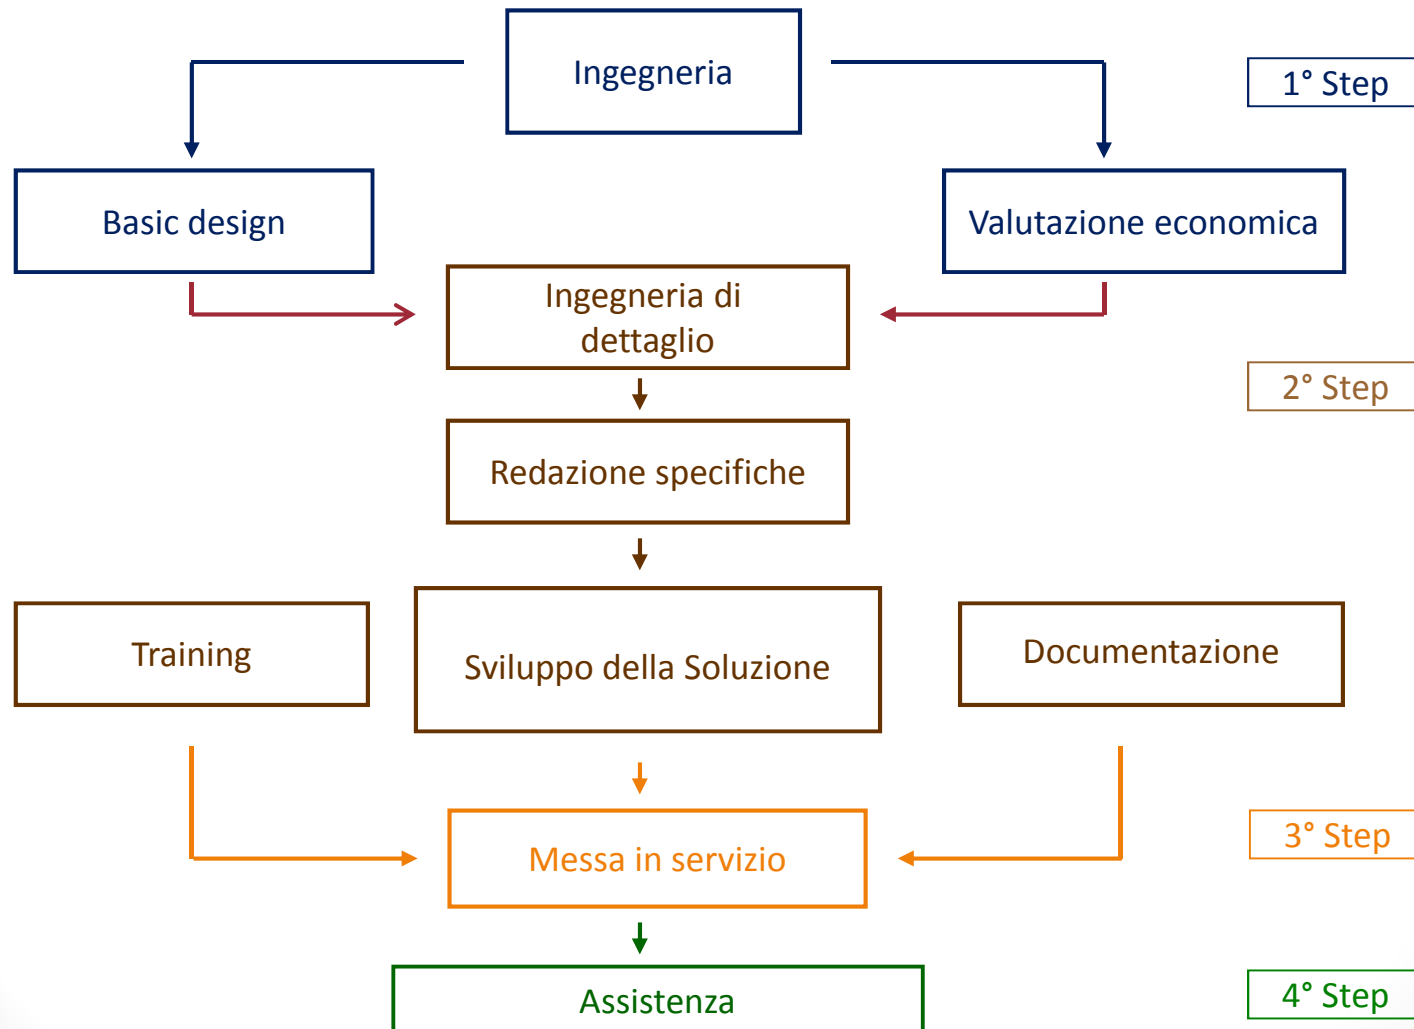 Ingegneria
1° Step
Basic design
Valutazione economica
Ingegneria di
dettaglio
2° Step
Redazione specifiche
Training
Sviluppo della Soluzione
Documentazione
Messa in servizio
3° Step
Assistenza
4° Step